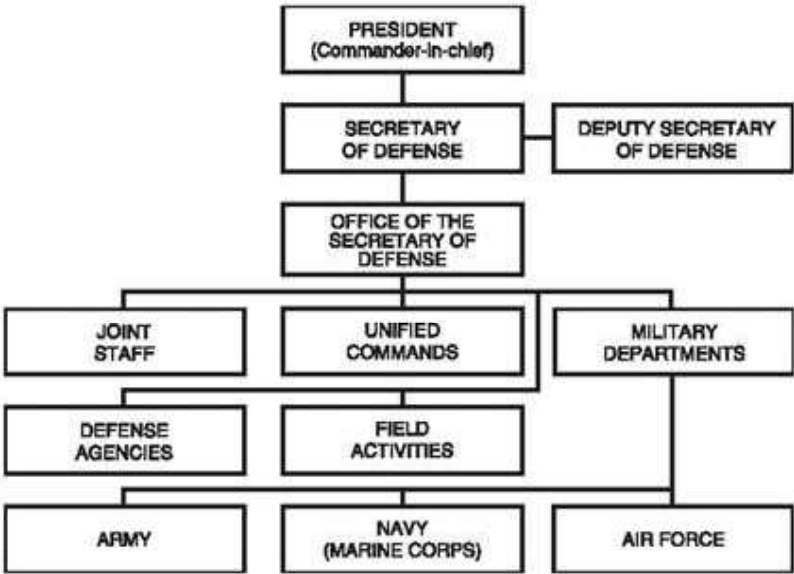 PRESIDENT
(Commander-in-chief)
SECRETARY
OF DEFENSE
DEPUTY SECRETARY
OF DEFENSE
OFFICE OF THE
SECRETARY OF
DEFENSE
JOINT
STAFF
UNIFIED
COMMANDS
MILITARY
DEPARTMENTS
DEFENSE
AGENCIES
FIELD
ACTIVITIES
ARMY
NAVY
(MARINE CORPS)
AIR FORCE